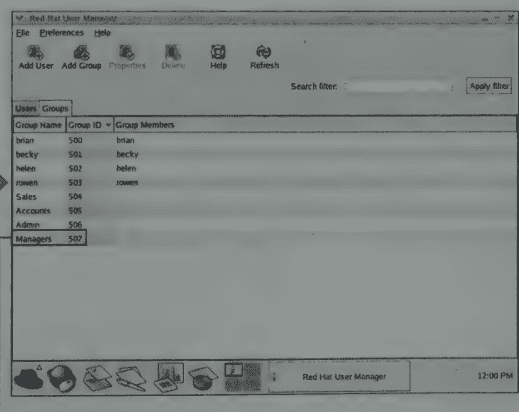 Red Hat User Manager
File Preferences Help
Add User Add Group Properties Delete Help Refresh
Search filter: Apply filter
Users Groups
Group Name Group ID Group Members
brian 500 brian
becky 501 becky
helen 502 helen
rowen 503 rowen
Sales 504
Accounts 505
Admin 506
Managers 507
Red Hat User Manager 12:00 PM